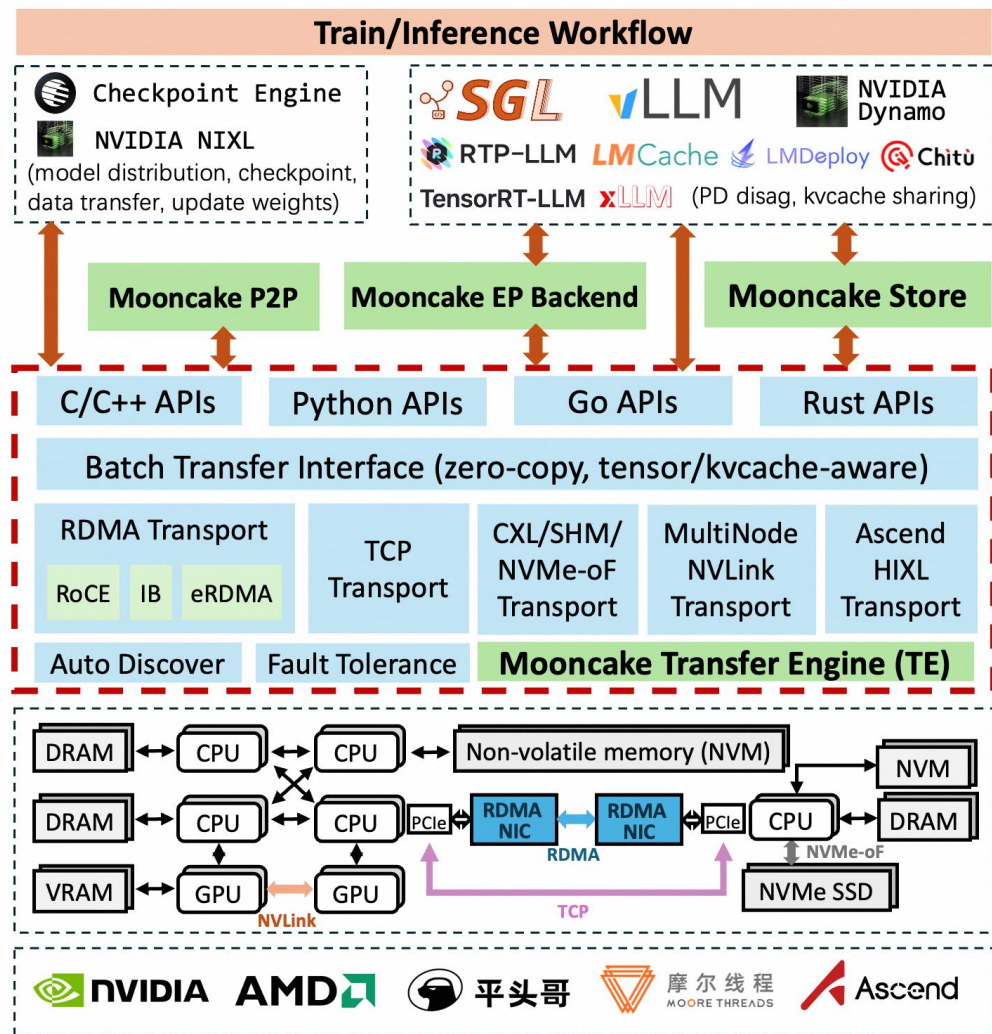 Train/Inference Workflow
Checkpoint Engine
NVIDIA NIXL
(model distribution, checkpoint,
data transfer, update weights)
SGL
vLLM
NVIDIA
Dynamo
RTP-LLM
LMCache
LMDeploy
Chitu
TensorRT-LLM
xLLM
(PD disag, kvcache sharing)
Mooncake P2P
Mooncake EP Backend
Mooncake Store
C/C++ APIs
Python APIs
Go APIs
Rust APIs
Batch Transfer Interface (zero-copy, tensor/kvcache-aware)
RDMA Transport
RoCE
IB
eRDMA
TCP
Transport
CXL/SHM/
NVMe-oF
Transport
MultiNode
NVLink
Transport
Ascend
HIXL
Transport
Auto Discover
Fault Tolerance
Mooncake Transfer Engine (TE)
DRAM
CPU
CPU
Non-volatile memory (NVM)
NVM
DRAM
CPU
CPU
PCIe
RDMA
NIC
RDMA
NIC
RDMA
PCIe
CPU
DRAM
NVMe-oF
VRAM
GPU
GPU
NVLink
TCP
NVMe SSD
NVIDIA
AMD
平头哥
摩尔线程
MOORE THREADS
Ascend